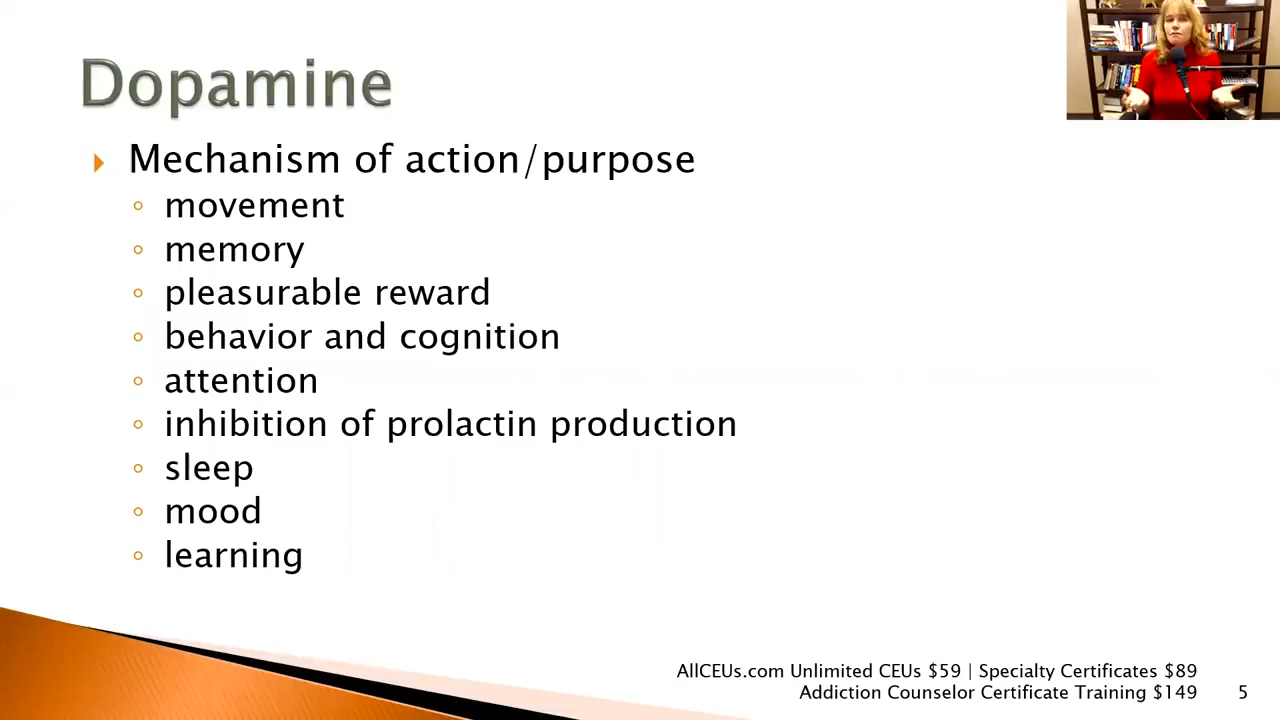 Dopamine
Mechanism of action/purpose
movement
memory
pleasurable reward
behavior and cognition
attention
inhibition of prolactin production
sleep
mood
learning
AllCEUs.com Unlimited CEUs $59 | Specialty Certificates $89
Addiction Counselor Certificate Training $149
5